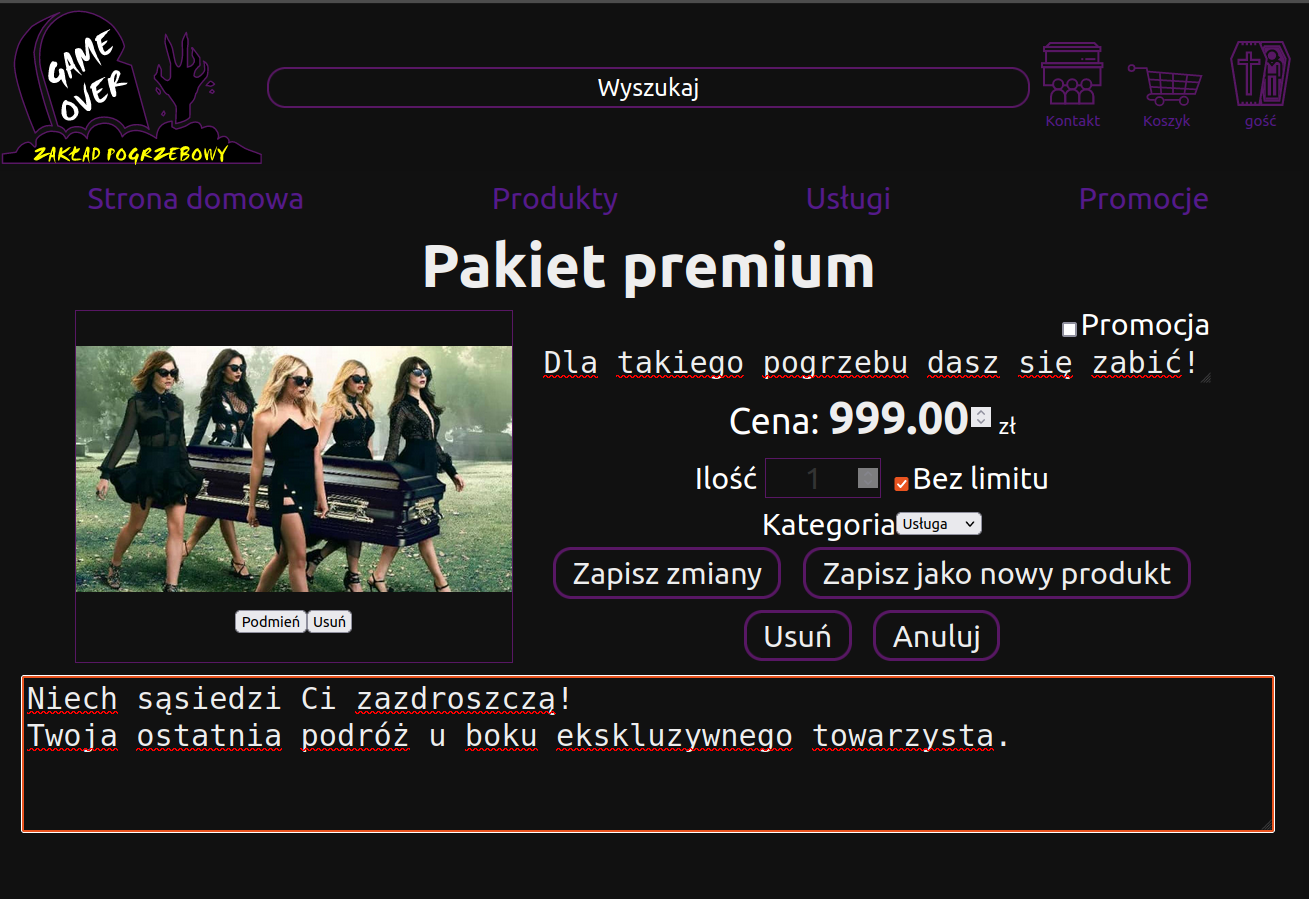 GAME
OVER
ZAKŁAD POGRZEBOWY
Wyszukaj
Kontakt
Koszyk
gość
Strona domowa
Produkty
Usługi
Promocje
Pakiet premium
Promocja
Dla takiego pogrzebu dasz się zabić!
Cena: 999.00 zł
Ilość 1 Bez limitu
Kategoria Usługa
Zapisz zmiany
Zapisz jako nowy produkt
Usuń
Anuluj
Podmień
Usuń
Niech sąsiedzi Ci zazdroszczą!
Twoja ostatnia podróż u boku ekskluzywnego towarzysta.